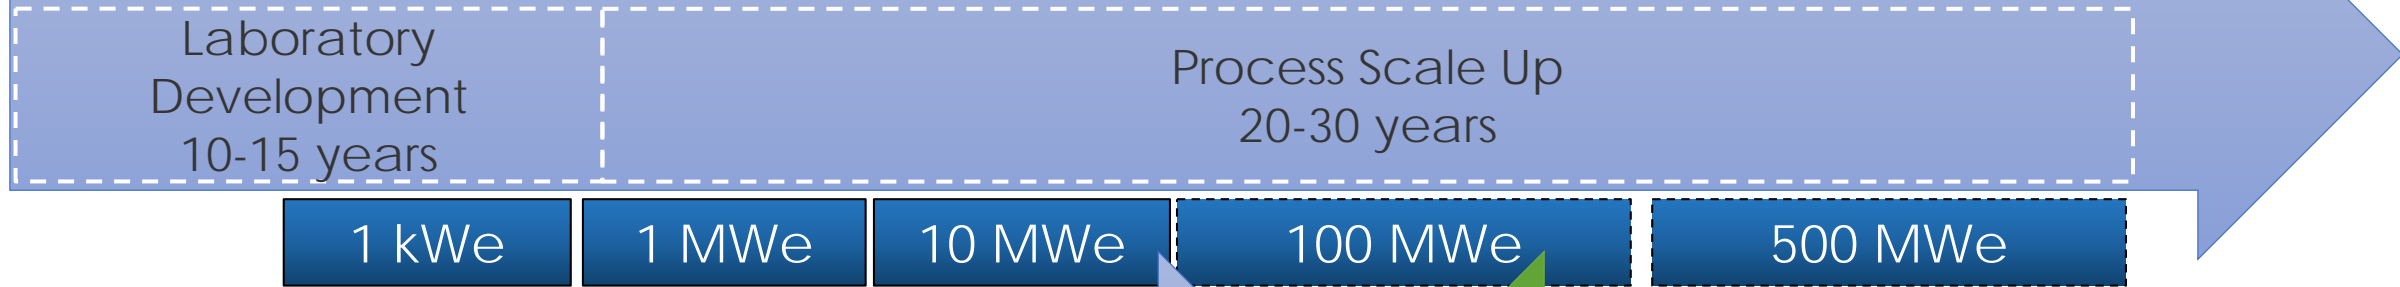 Laboratory
Development
10-15 years
Process Scale Up
20-30 years
1 kWe
1 MWe
10 MWe
100 MWe
500 MWe